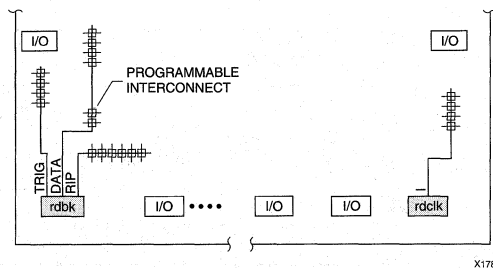 I/O
I/O
PROGRAMMABLE
INTERCONNECT
TRIG
DATA
RIP
I
rdbk
I/O
I/O
I/O
rdclk